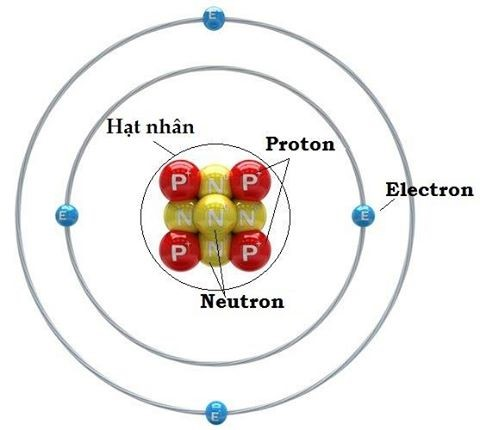 E
Hạt nhân
Proton
P N P
E N N N E
Electron
P N P
Neutron
E